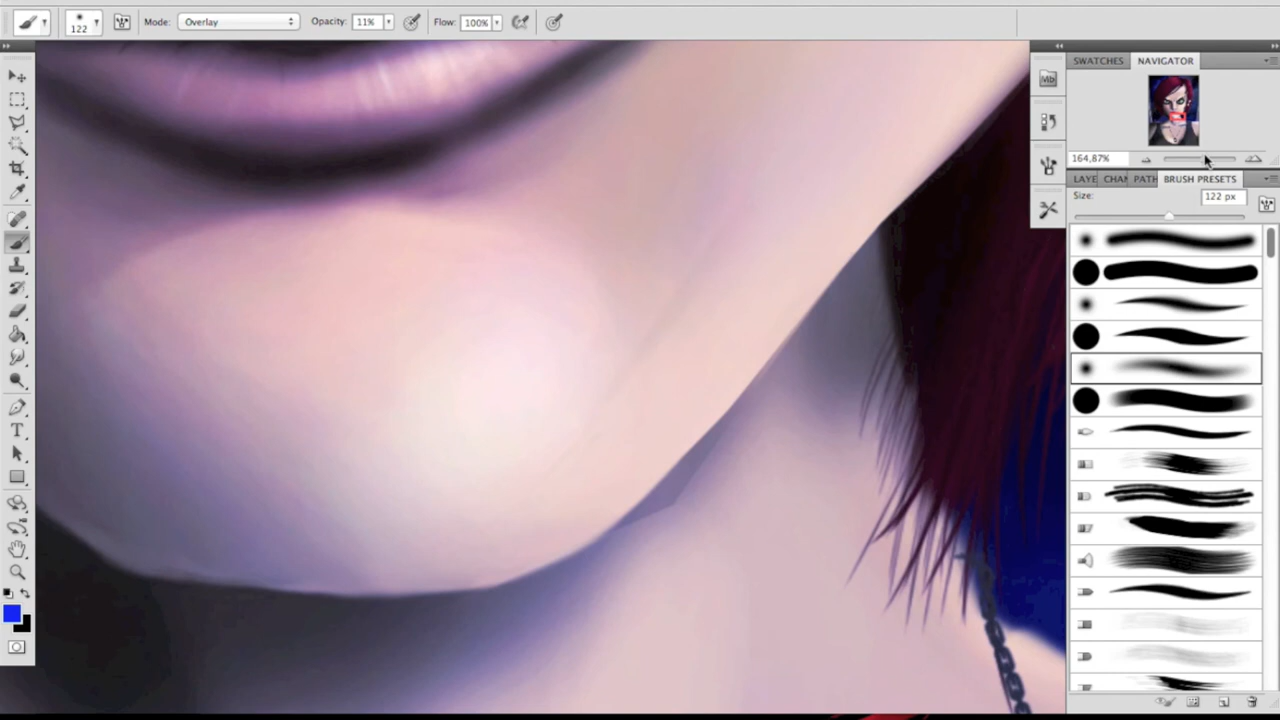 Mode: Overlay Opacity: 11% Flow: 100%
122
SWATCHES NAVIGATOR
Mb
164,87%
LAYE CHAN PATH BRUSH PRESETS
Size: 122 px
T